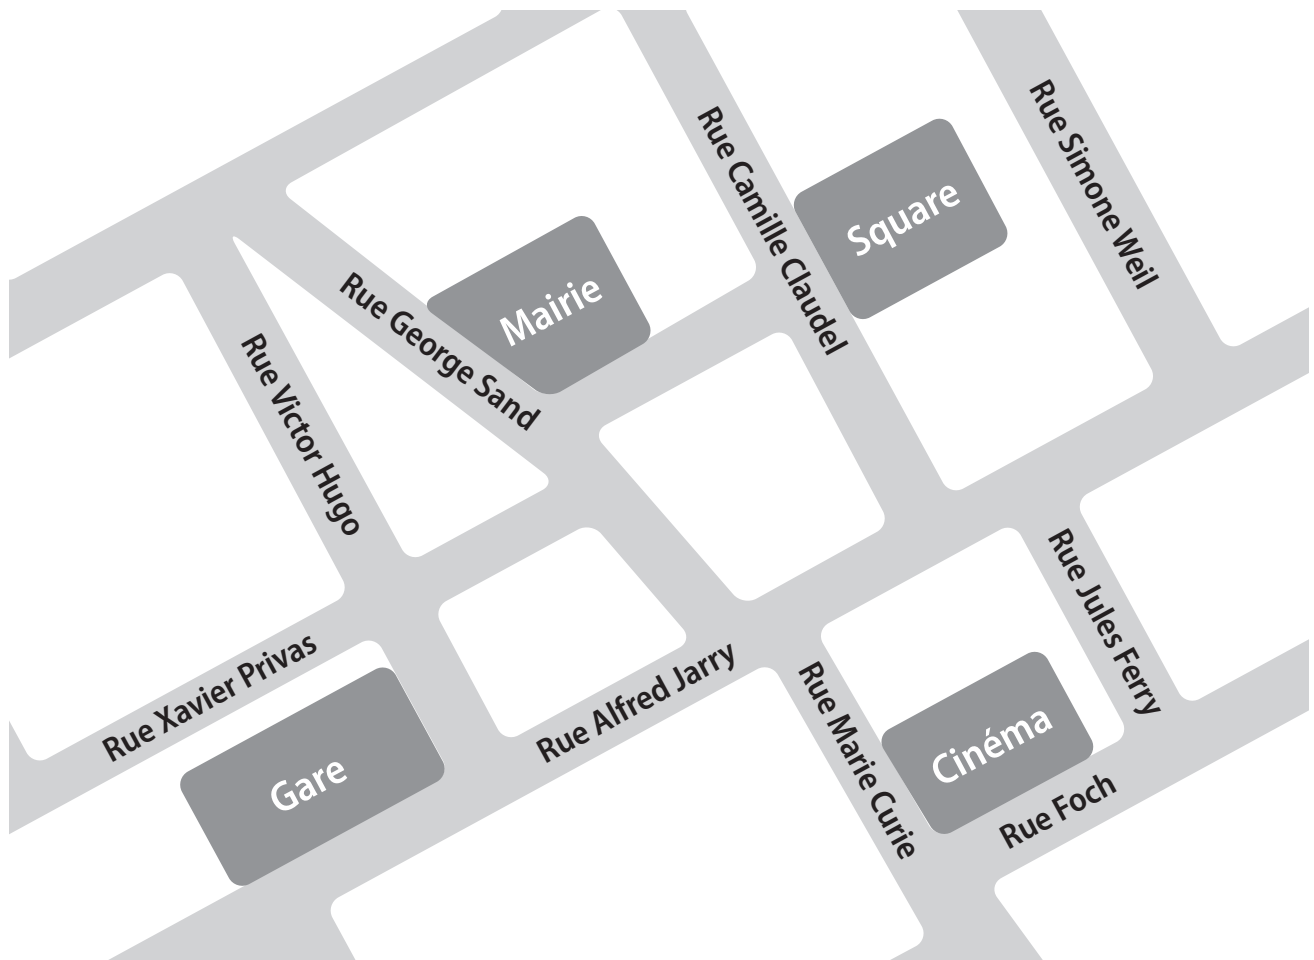 Rue Simone Weil
Rue Camille Claudel
Square
Mairie
Rue George Sand
Rue Victor Hugo
Rue Xavier Privas
Rue Alfred Jarry
Rue Jules Ferry
Rue Marie Curie
Cinéma
Gare
Rue Foch